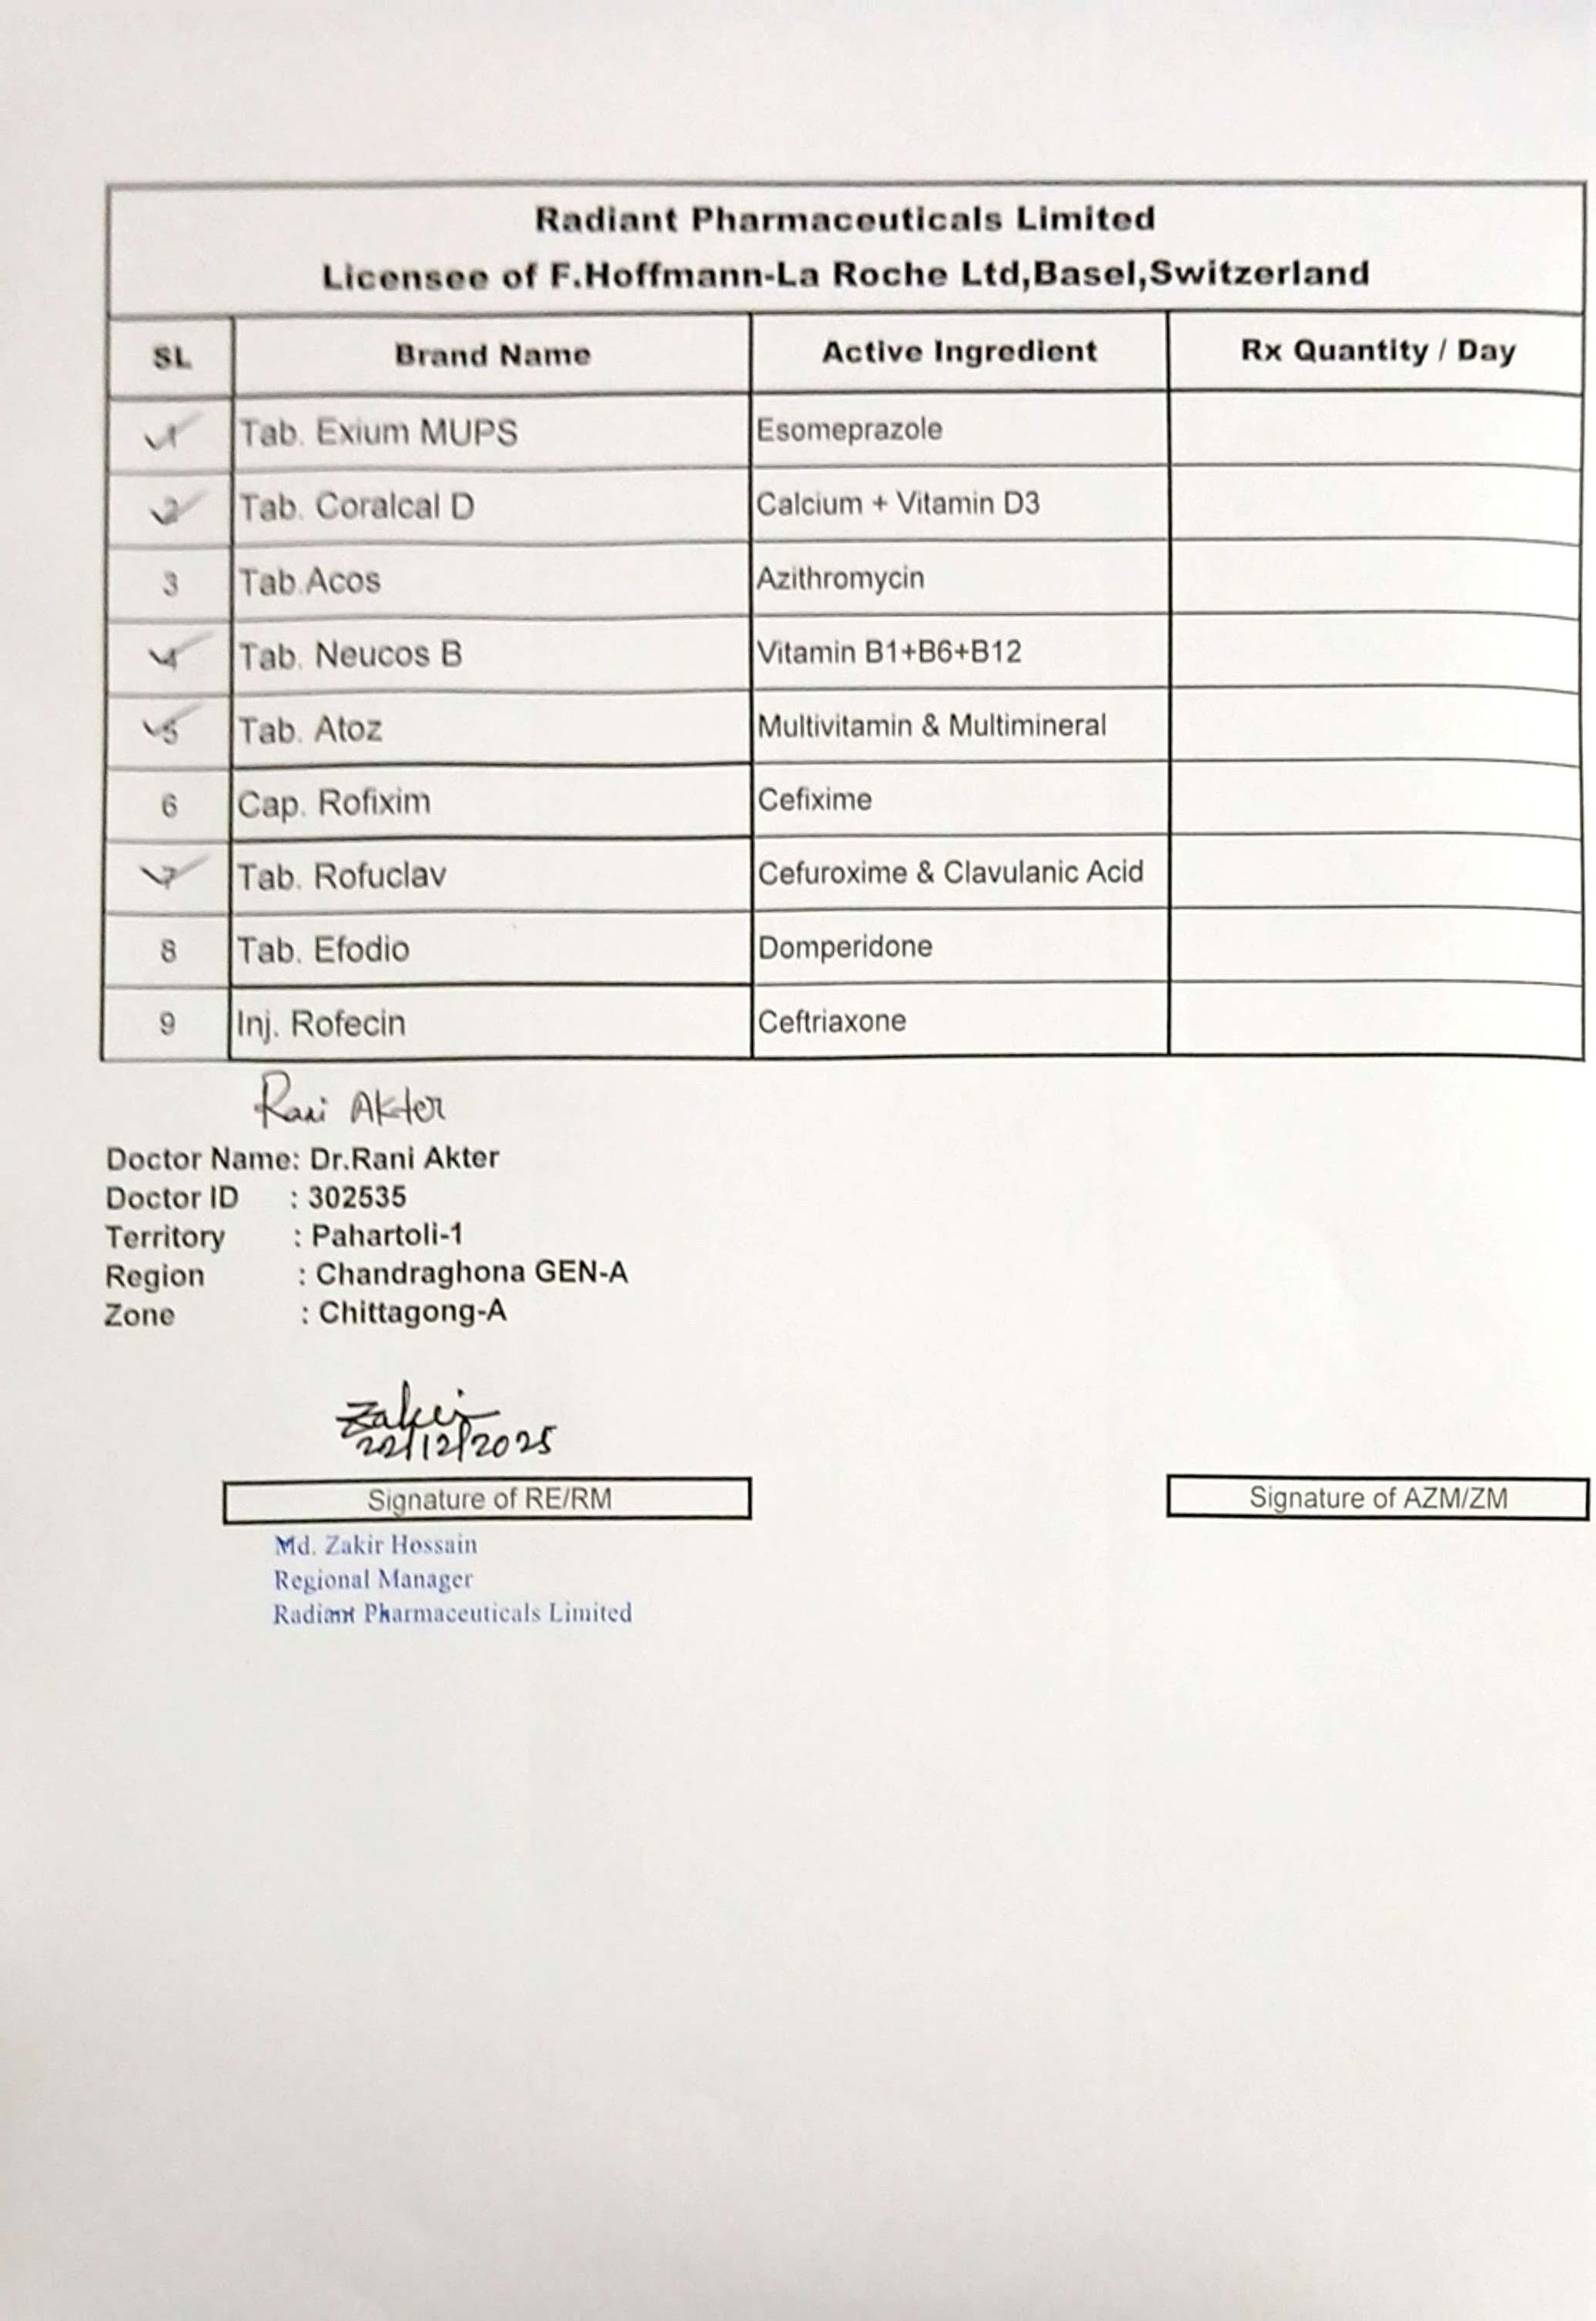 Radiant Pharmaceuticals Limited
Licensee of F.Hoffmann-La Roche Ltd,Basel,Switzerland
SL Brand Name Active Ingredient Rx Quantity / Day
1 Tab. Exium MUPS Esomeprazole
2 Tab. Coralcal D Calcium + Vitamin D3
3 Tab.Acos Azithromycin
4 Tab. Neucos B Vitamin B1+B6+B12
5 Tab. Atoz Multivitamin & Multimineral
6 Cap. Rofixim Cefixime
7 Tab. Rofuclav Cefuroxime & Clavulanic Acid
8 Tab. Efodio Domperidone
9 Inj. Rofecin Ceftriaxone
Rani Akter
Doctor Name: Dr.Rani Akter
Doctor ID : 302535
Territory : Pahartoli-1
Region : Chandraghona GEN-A
Zone : Chittagong-A
Zakir
22/12/2025
Signature of RE/RM Signature of AZM/ZM
Md. Zakir Hossain
Regional Manager
Radiant Pharmaceuticals Limited